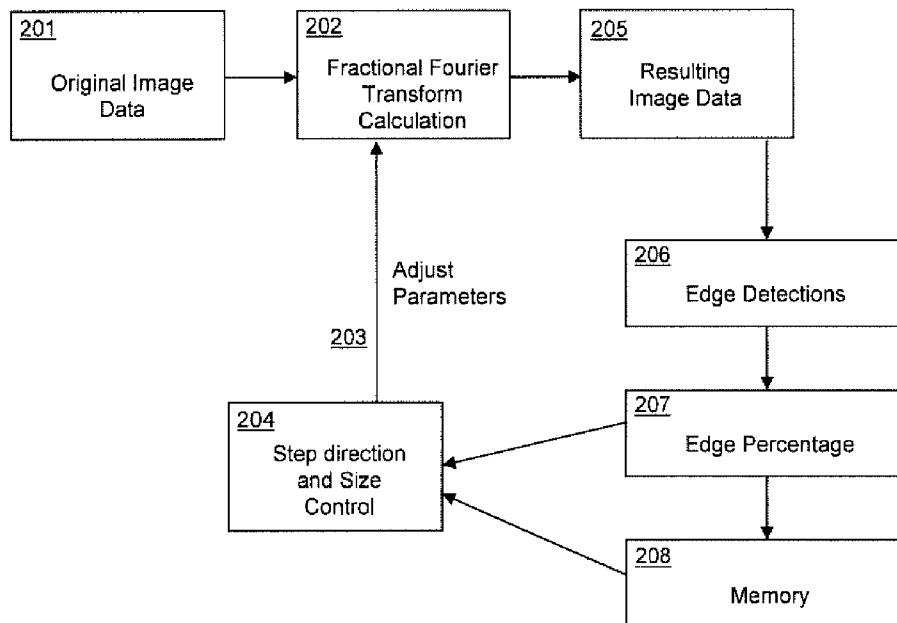 201
Original Image
Data
202
Fractional Fourier
Transform
Calculation
205
Resulting
Image Data
206
Edge Detections
Adjust
Parameters
203
207
Edge Percentage
204
Step direction
and Size
Control
208
Memory